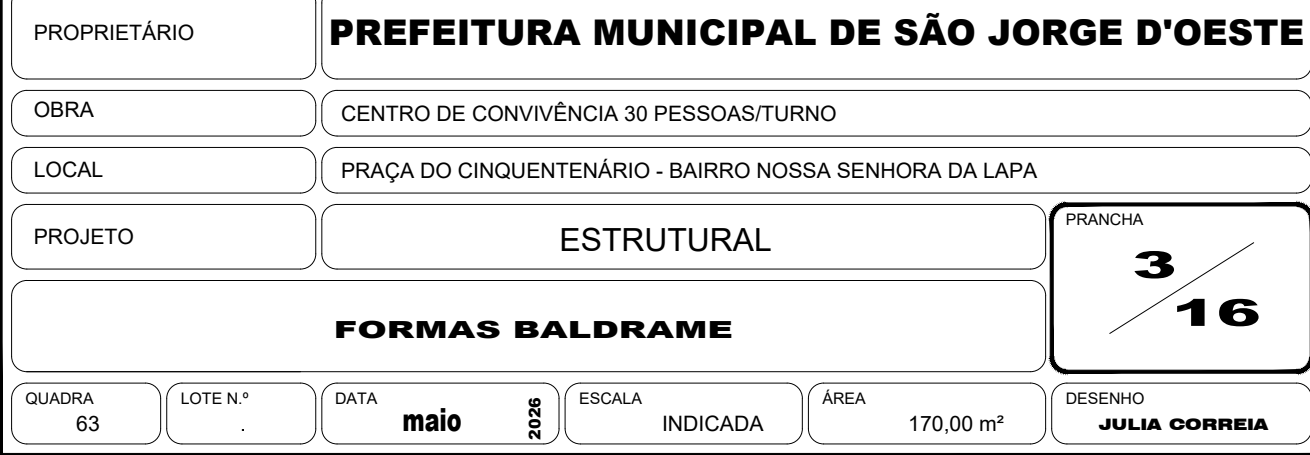 PROPRIETÁRIO
PREFEITURA MUNICIPAL DE SÃO JORGE D'OESTE
OBRA
CENTRO DE CONVIVÊNCIA 30 PESSOAS/TURNO
LOCAL
PRAÇA DO CINQUENTENÁRIO - BAIRRO NOSSA SENHORA DA LAPA
PROJETO
ESTRUTURAL
PRANCHA
3
16
FORMAS BALDRAME
QUADRA
63
LOTE N.º
.
DATA
maio
2026
ESCALA
INDICADA
ÁREA
170,00 m²
DESENHO
JULIA CORREIA